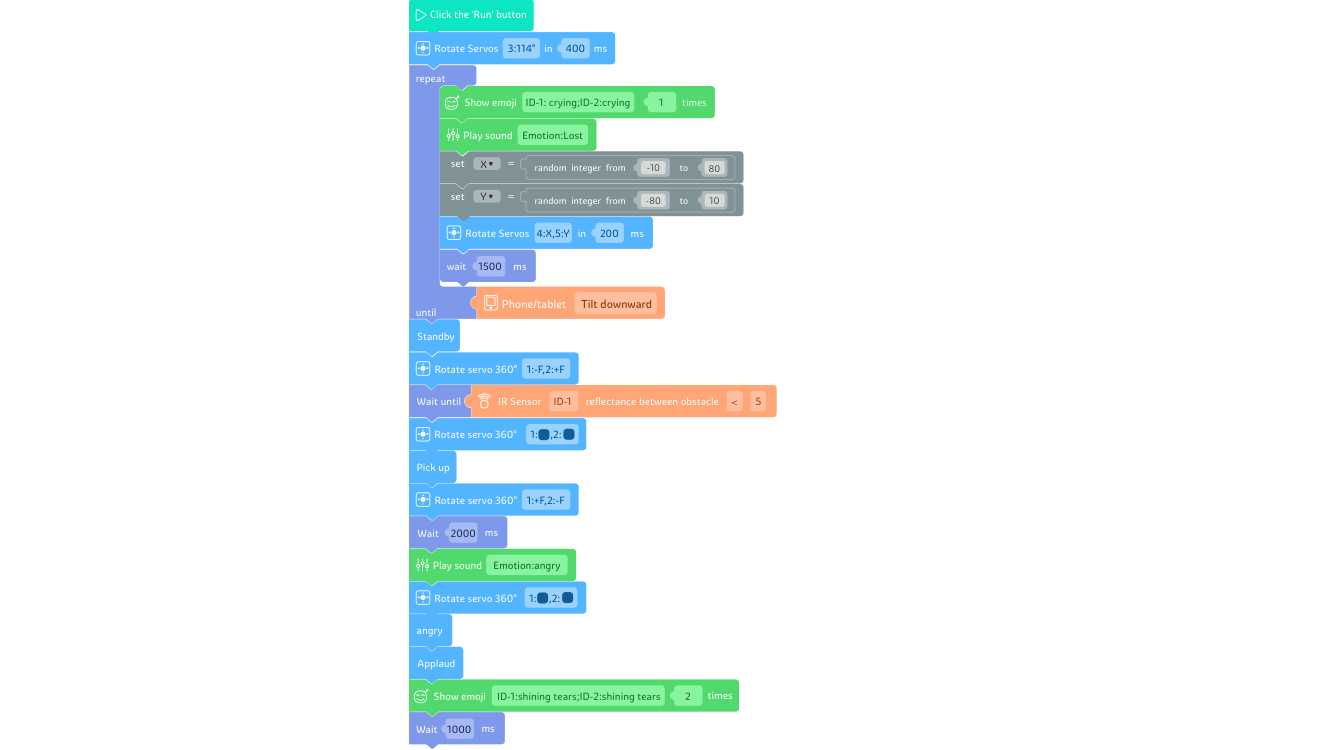 Click the 'Run' button
Rotate Servos 3:114° in 400 ms
repeat
Show emoji ID-1: crying;ID-2:crying 1 times
Play sound Emotion:Lost
set X▾ = random integer from -10 to 80
set Y▾ = random integer from -80 to 10
Rotate Servos 4:X,5:Y in 200 ms
wait 1500 ms
until Phone/tablet Tilt downward
Standby
Rotate servo 360° 1:-F,2:+F
Wait until IR Sensor ID-1 reflectance between obstacle < 5
Rotate servo 360° 1: ,2:
Pick up
Rotate servo 360° 1:+F,2:-F
Wait 2000 ms
Play sound Emotion:angry
Rotate servo 360° 1: ,2:
angry
Applaud
Show emoji ID-1:shining tears;ID-2:shining tears 2 times
Wait 1000 ms